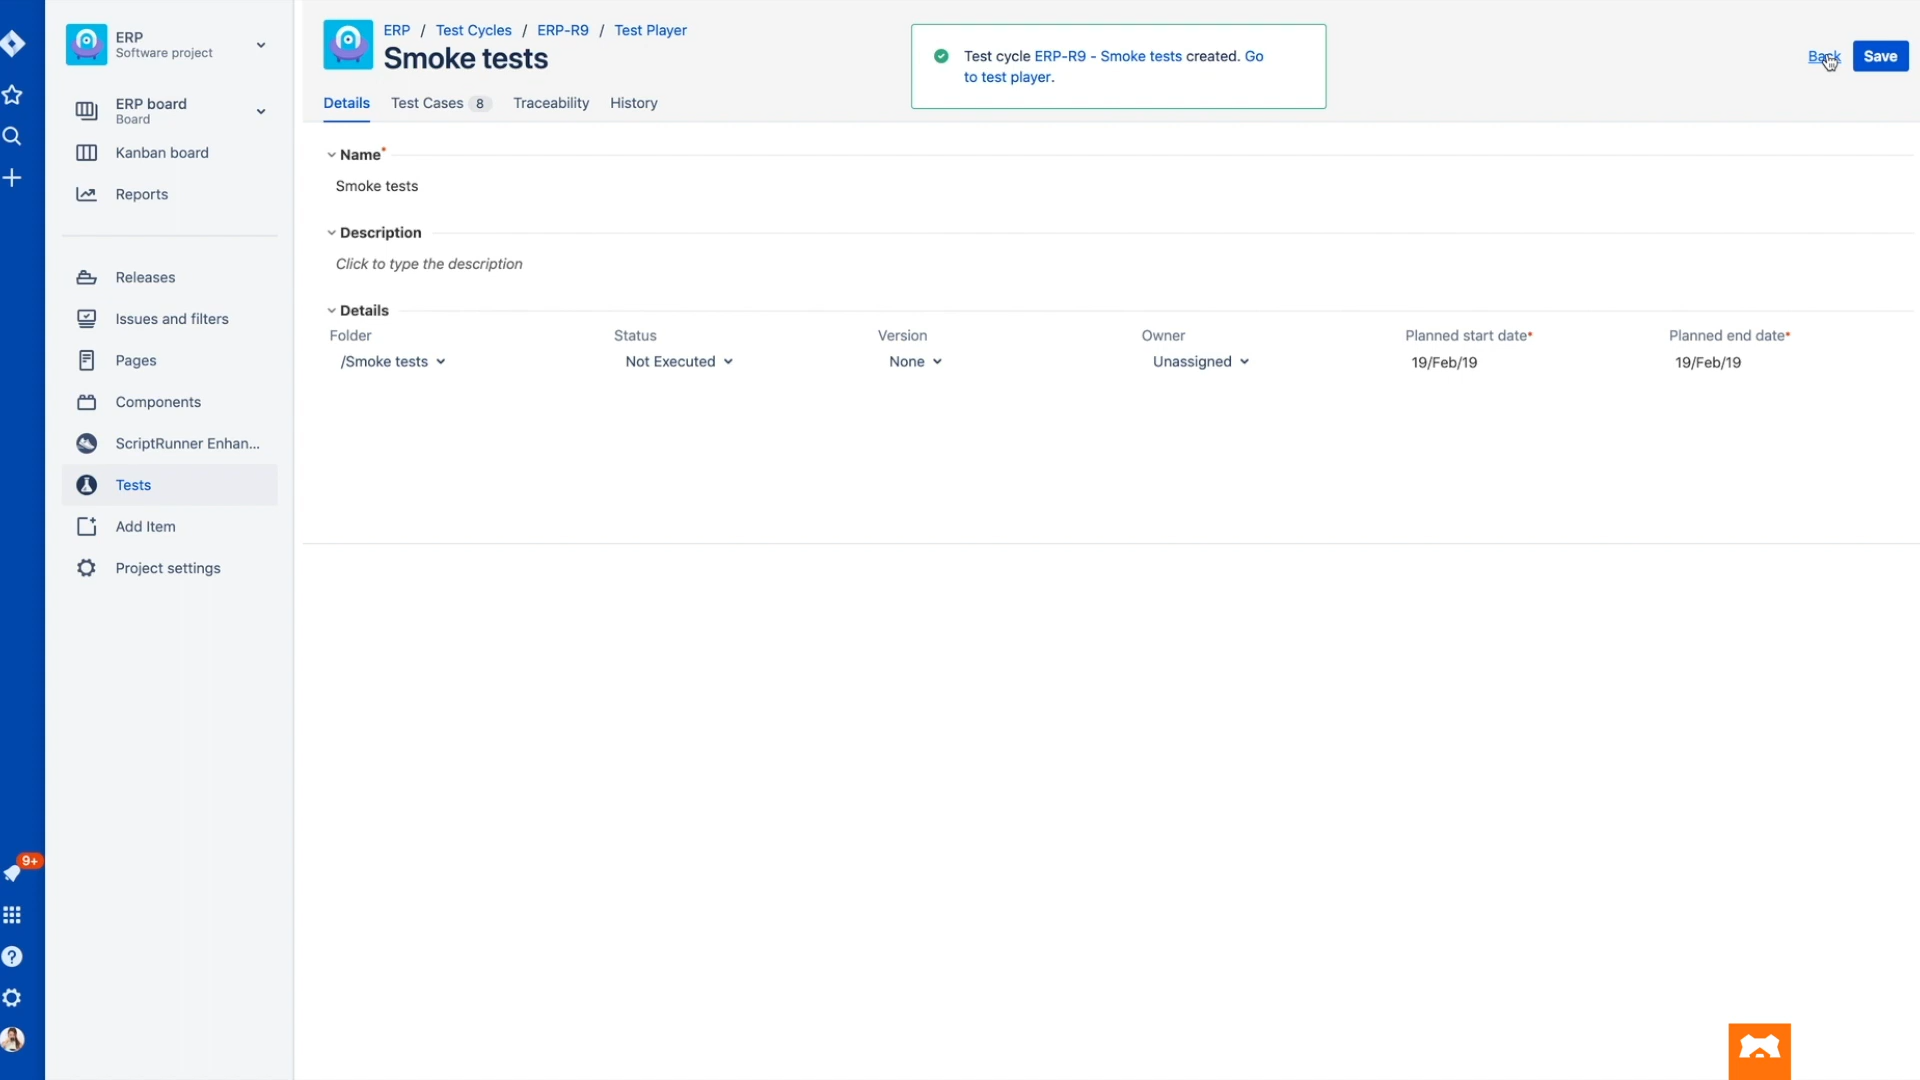 ERP
Software project
ERP board
Board
Kanban board
Reports
Releases
Issues and filters
Pages
Components
ScriptRunner Enhan...
Tests
Add Item
Project settings
9+
ERP / Test Cycles / ERP-R9 / Test Player
Smoke tests
Details Test Cases 8 Traceability History
Test cycle ERP-R9 - Smoke tests created. Go
to test player.
Back Save
Name*
Smoke tests
Description
Click to type the description
Details
Folder Status Version Owner Planned start date* Planned end date*
/Smoke tests Not Executed None Unassigned 19/Feb/19 19/Feb/19